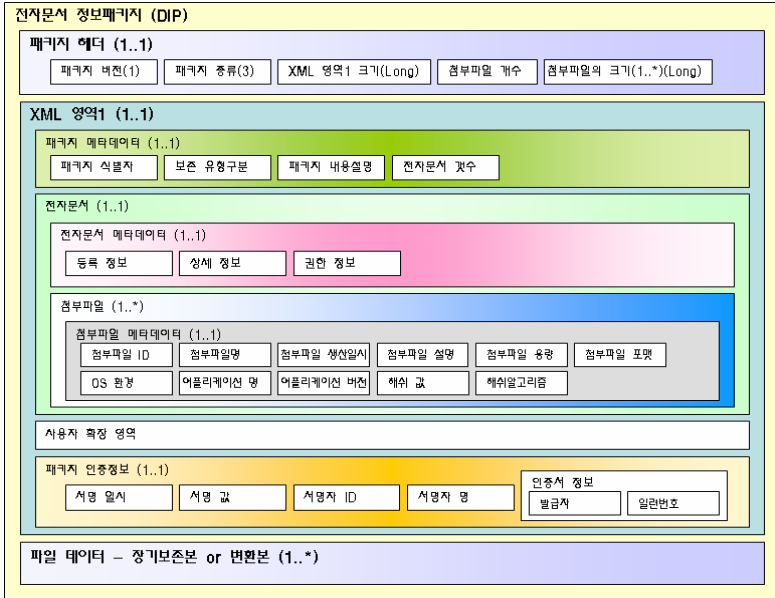 전자문서 정보패키지 (DIP)
패키지 헤더 (1..1)
패키지 버전(1) 패키지 종류(3) XML 영역1 크기(Long) 첨부파일 개수 첨부파일의 크기(1..*)(Long)
XML 영역1 (1..1)
패키지 메타데이터 (1..1)
패키지 식별자 보존 유형구분 패키지 내용설명 전자문서 갯수
전자문서 (1..1)
전자문서 메타데이터 (1..1)
등록 정보 상세 정보 권한 정보
첨부파일 (1..*)
첨부파일 메타데이터 (1..1)
첨부파일 ID 첨부파일명 첨부파일 생산일시 첨부파일 설명 첨부파일 용량 첨부파일 포맷
OS 환경 어플리케이션 명 어플리케이션 버전 해쉬 값 해쉬알고리즘
사용자 확장 영역
패키지 인증정보 (1..1)
서명 일시 서명 값 서명자 ID 서명자 명 인증서 정보
발급자 일련번호
파일 데이터 – 장기보존본 or 변환본 (1..*)